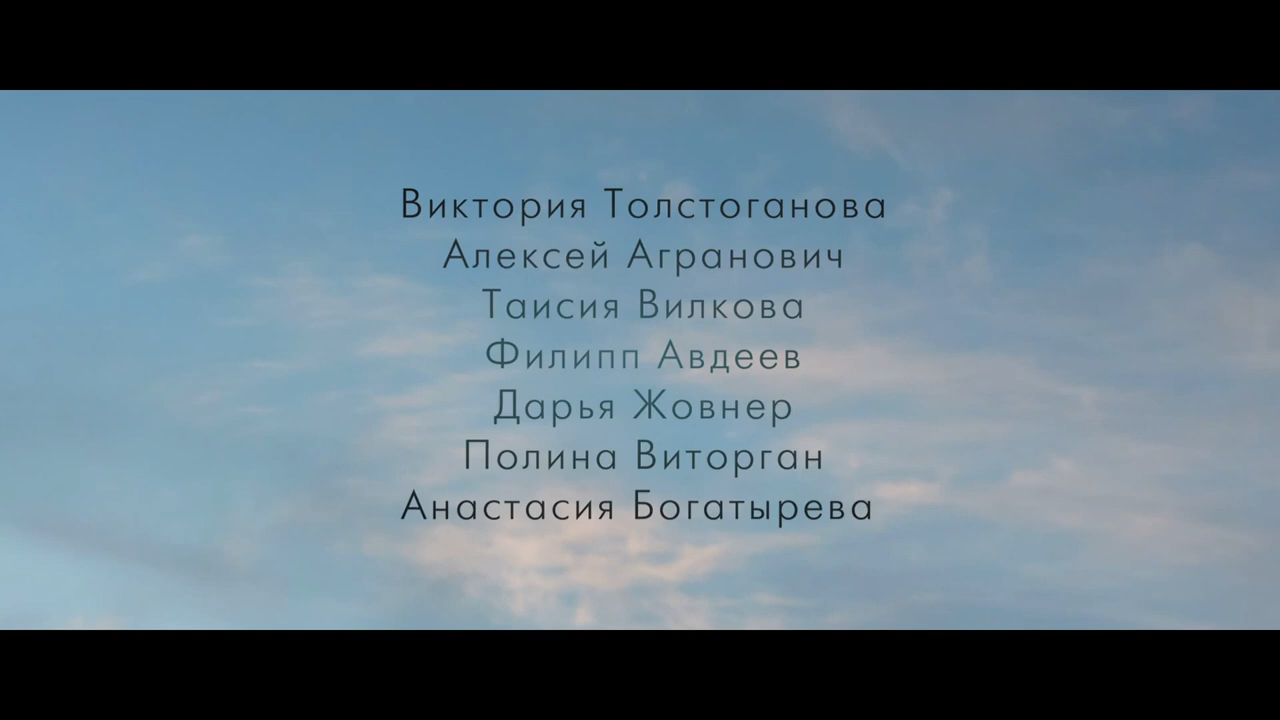 Виктория Толстоганова
Алексей Агранович
Таисия Вилкова
Филипп Авдеев
Дарья Жовнер
Полина Виторган
Анастасия Богатырева